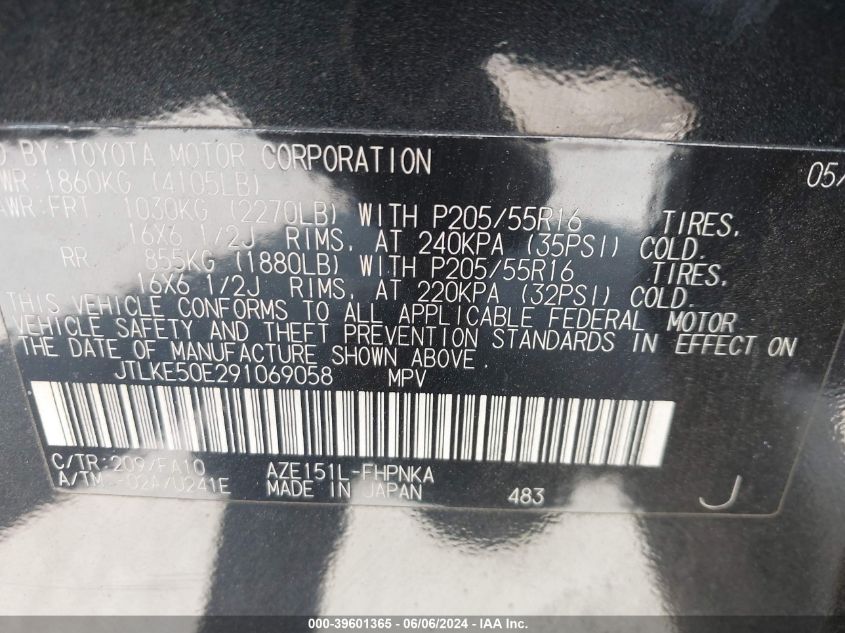 D BY: TOYOTA MOTOR CORPORATION 05/
WR: 1860KG (4105LB)
AWR: FRT 1030KG (2270LB) WITH P205/55R16 TIRES,
16X6 1/2J RIMS, AT 240KPA (35PSI) COLD.
RR 855KG (1880LB) WITH P205/55R16 TIRES,
16X6 1/2J RIMS, AT 220KPA (32PSI) COLD.
THIS VEHICLE CONFORMS TO ALL APPLICABLE FEDERAL MOTOR
VEHICLE SAFETY AND THEFT PREVENTION STANDARDS IN EFFECT ON
THE DATE OF MANUFACTURE SHOWN ABOVE.
JTLKE50E291069058 MPV
C/TR: 209/FA10 AZE151L-FHPNKA
A/TM: -02A/U241E MADE IN JAPAN 483 J
000-39601365 - 06/06/2024 - IAA Inc.